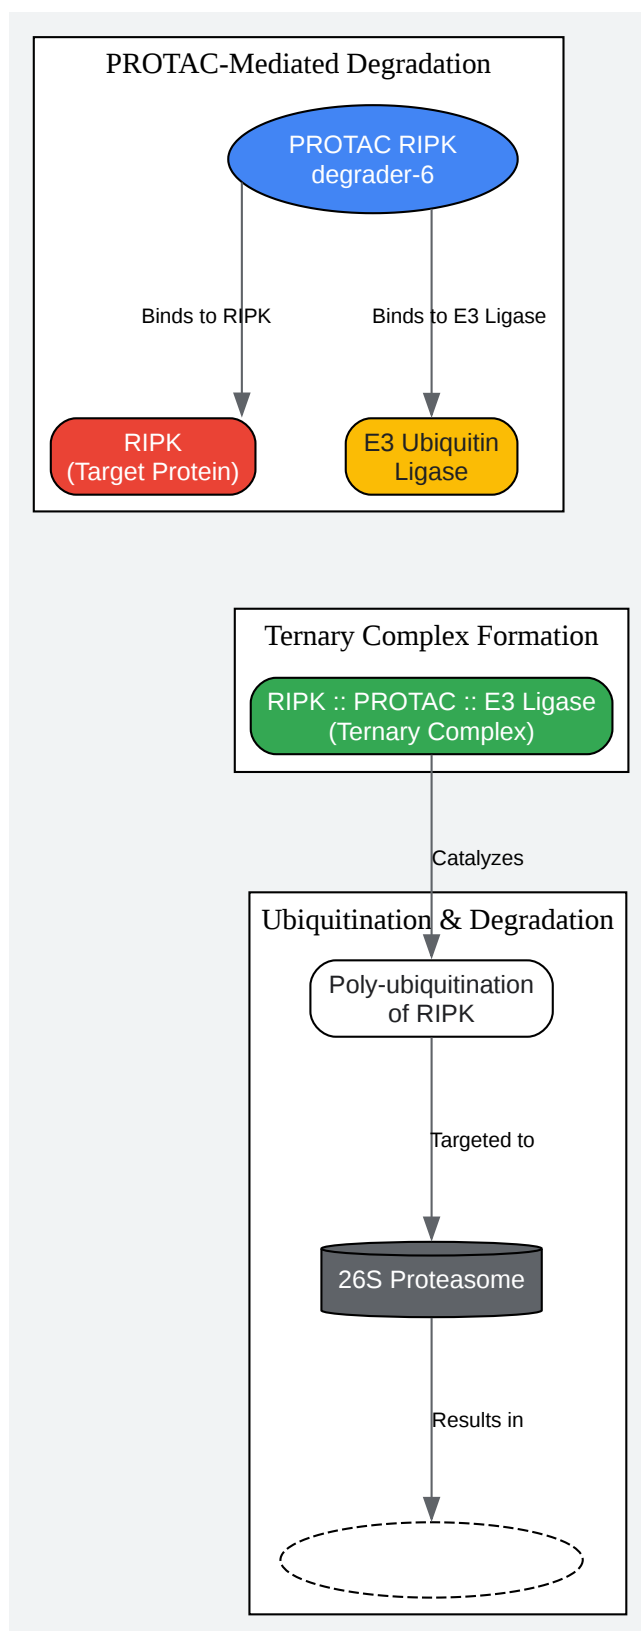 PROTAC-Mediated Degradation
PROTAC RIPK
degrader-6
Binds to RIPK
Binds to E3 Ligase
RIPK
(Target Protein)
E3 Ubiquitin
Ligase
Ternary Complex Formation
RIPK :: PROTAC :: E3 Ligase
(Ternary Complex)
Catalyzes
Ubiquitination & Degradation
Poly-ubiquitination
of RIPK
Targeted to
26S Proteasome
Results in